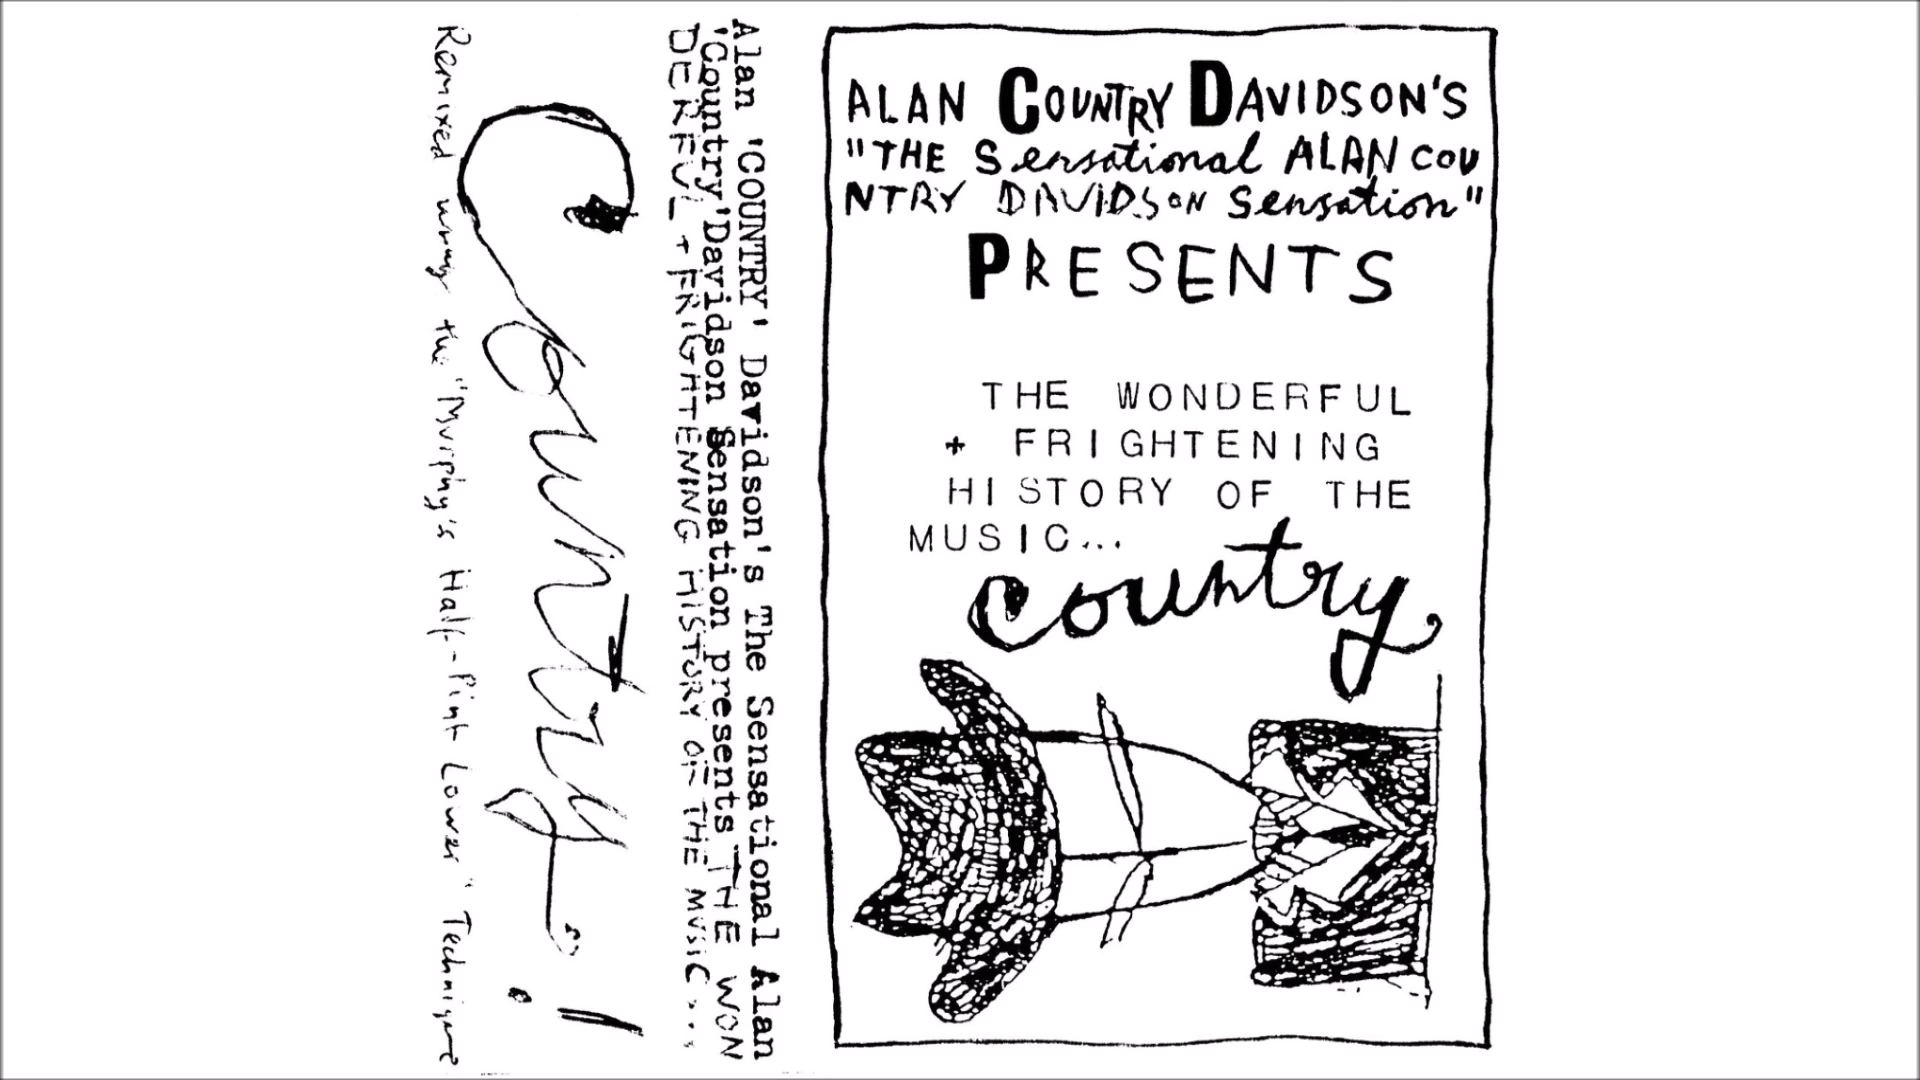 ALAN COUNTRY DAVIDSON'S
"THE Sensational ALAN COU
NTRY DAVIDSON Sensation"
PRESENTS
THE WONDERFUL
+ FRIGHTENING
HISTORY OF THE
MUSIC...
country
Alan 'COUNTRY' Davidson's The Sensational Alan
'Country' Davidson Sensation presents THE WON
DERFUL + FRIGHTENING HISTORY OF THE MUSIC...
Country!
Remixed using the "Murphy's Half-Pint Lower" Technique